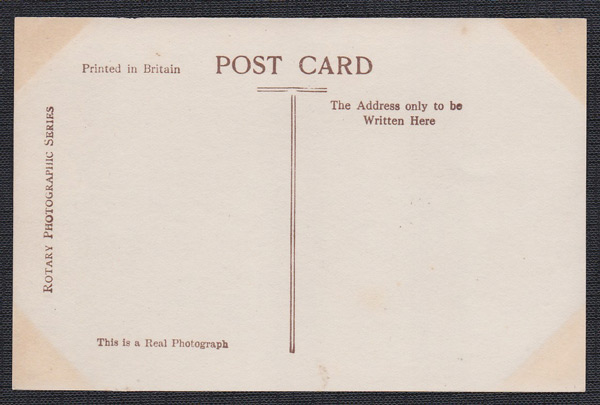 Printed in Britain
POST CARD
The Address only to be
Written Here
ROTARY PHOTOGRAPHIC SERIES
This is a Real Photograph